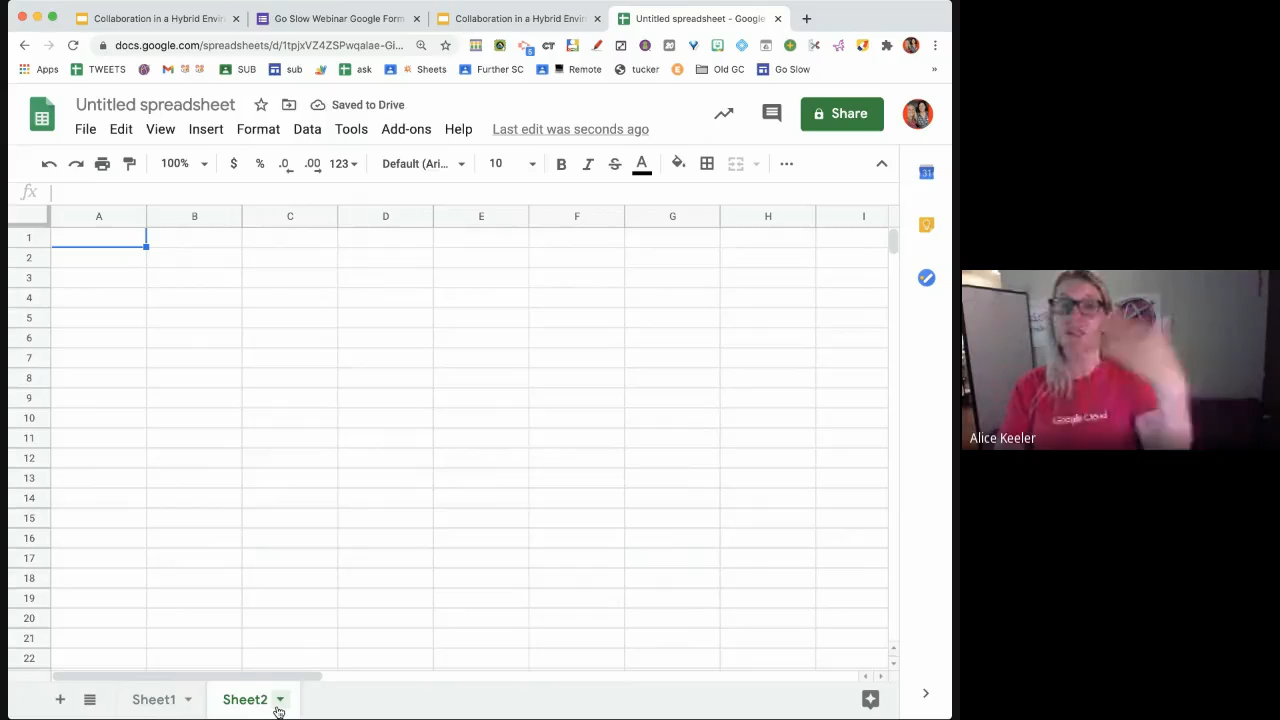 Collaboration in a Hybrid Envir
Go Slow Webinar Google Form
Collaboration in a Hybrid Envir
Untitled spreadsheet - Google
docs.google.com/spreadsheets/d/1tpjxVZ4ZSPwqalae-Gi...
Apps
TWEETS
SUB
sub
ask
Sheets
Further SC
Remote
tucker
Old GC
Go Slow
»
Untitled spreadsheet
Saved to Drive
File Edit View Insert Format Data Tools Add-ons Help Last edit was seconds ago
Share
100% $ % .0 .00 123 Default (Ari... 10 B I S A ...
fx
A B C D E F G H I
1
2
3
4
5
6
7
8
9
10
11
12
13
14
15
16
17
18
19
20
21
22
+ Sheet1 Sheet2
31
Google Cloud
Alice Keeler